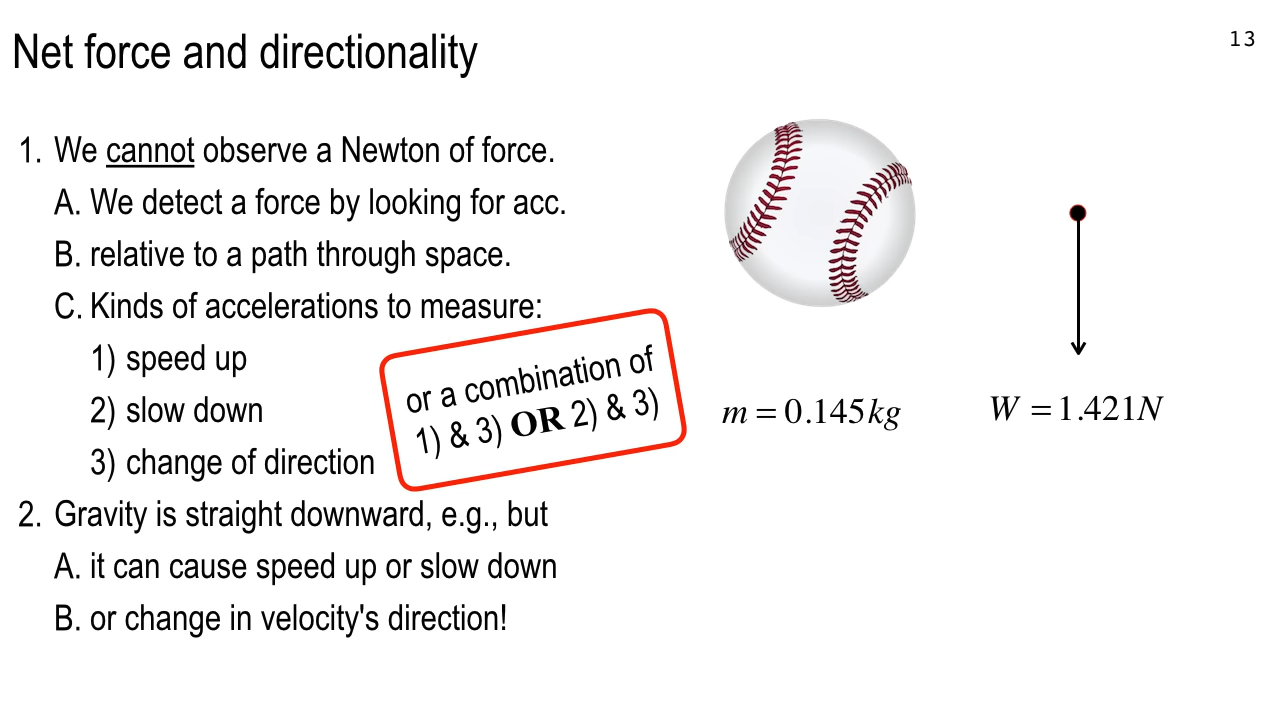 Net force and directionality
13
1. We cannot observe a Newton of force.
A. We detect a force by looking for acc.
B. relative to a path through space.
C. Kinds of accelerations to measure:
1) speed up
2) slow down
3) change of direction
or a combination of
1) & 3) OR 2) & 3)
2. Gravity is straight downward, e.g., but
A. it can cause speed up or slow down
B. or change in velocity's direction!
m = 0.145kg
W = 1.421N